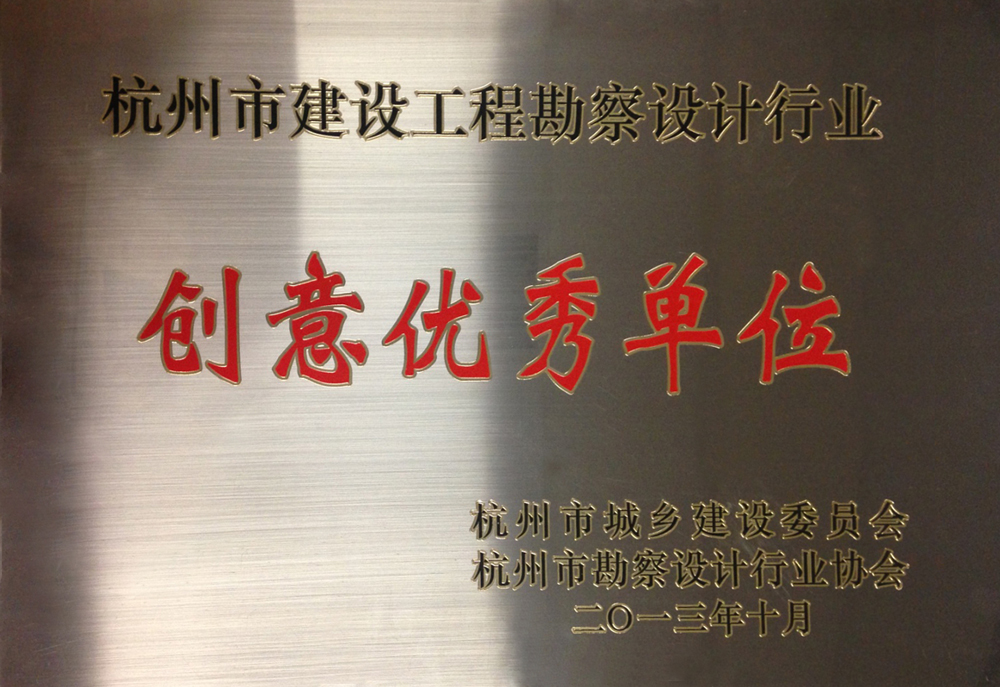 杭州市建设工程勘察设计行业
创意优秀单位
杭州市城乡建设委员会
杭州市勘察设计行业协会
二〇一三年十月